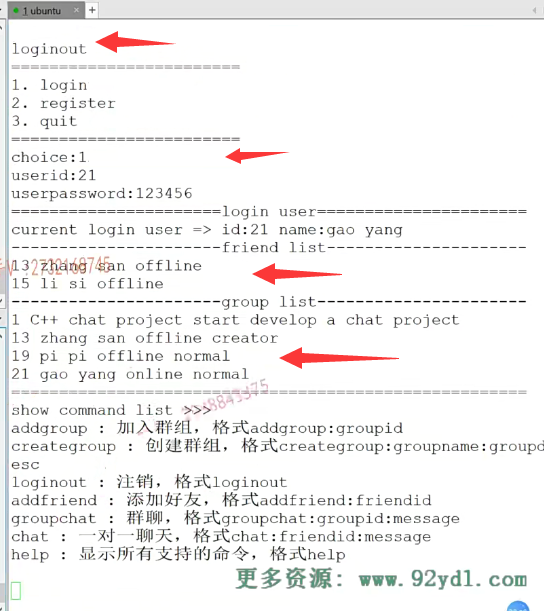 1 ubuntu
loginout
========================
1. login
2. register
3. quit
========================
choice:1
userid:21
userpassword:123456
======================login user======================
current login user => id:21 name:gao yang
----------------------friend list---------------------
13 zhang san offline
15 li si offline
----------------------group list----------------------
1 C++ chat project start develop a chat project
13 zhang san offline creator
19 pi pi offline normal
21 gao yang online normal
======================================================
show command list >>>
addgroup : 加入群组，格式addgroup:groupid
creategroup : 创建群组，格式creategroup:groupname:groupd
esc
loginout : 注销，格式loginout
addfriend : 添加好友，格式addfriend:friendid
groupchat : 群聊，格式groupchat:groupid:message
chat : 一对一聊天，格式chat:friendid:message
help : 显示所有支持的命令，格式help
更多资源: www.92ydl.com